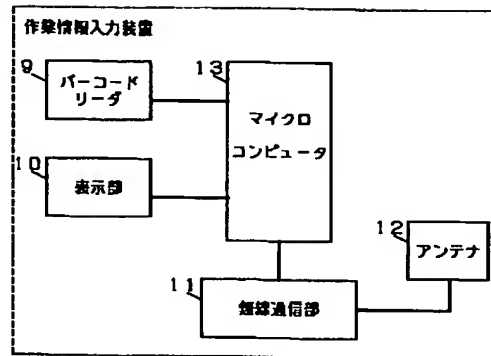 作業情報入力装置
9
バーコード
リーダ
13
マイクロ
コンピュータ
10
表示部
12
アンテナ
11
無線通信部